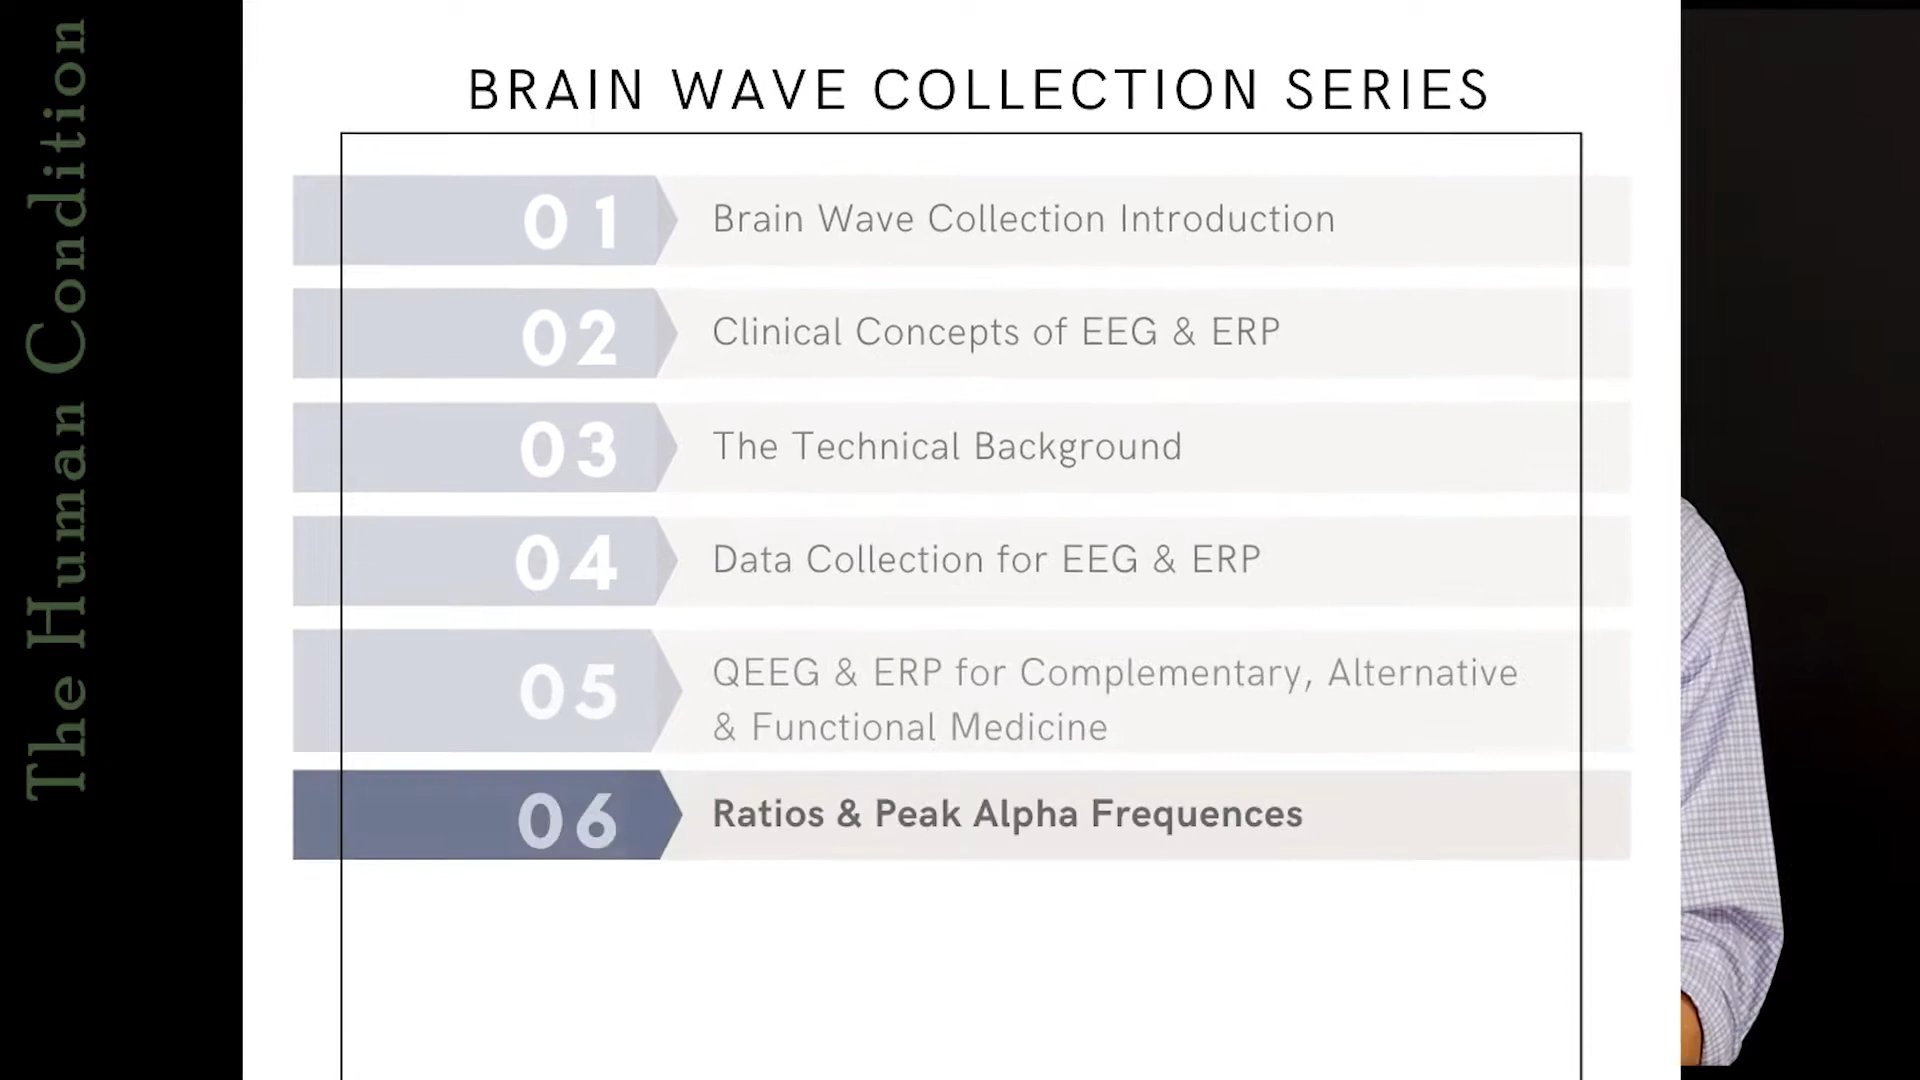 The Human Condition
BRAIN WAVE COLLECTION SERIES
01 Brain Wave Collection Introduction
02 Clinical Concepts of EEG & ERP
03 The Technical Background
04 Data Collection for EEG & ERP
05 QEEG & ERP for Complementary, Alternative
& Functional Medicine
06 Ratios & Peak Alpha Frequences